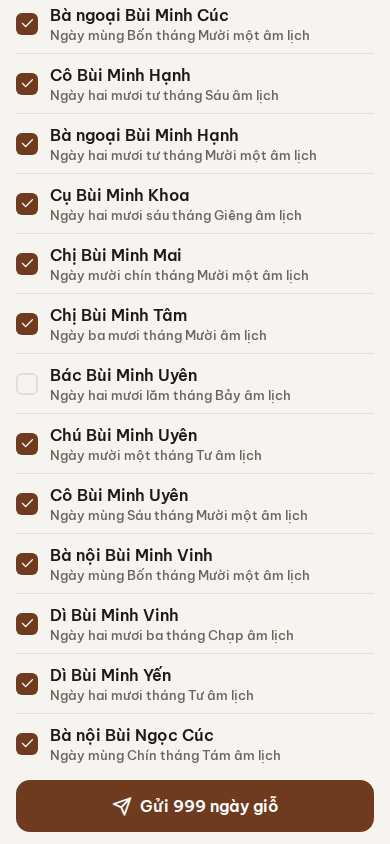 Bà ngoại Bùi Minh Cúc
Ngày mùng Bốn tháng Mười một âm lịch
Cô Bùi Minh Hạnh
Ngày hai mươi tư tháng Sáu âm lịch
Bà ngoại Bùi Minh Hạnh
Ngày hai mươi tư tháng Mười một âm lịch
Cụ Bùi Minh Khoa
Ngày hai mươi sáu tháng Giêng âm lịch
Chị Bùi Minh Mai
Ngày mười chín tháng Mười một âm lịch
Chị Bùi Minh Tâm
Ngày ba mươi tháng Mười âm lịch
Bác Bùi Minh Uyên
Ngày hai mươi lăm tháng Bảy âm lịch
Chú Bùi Minh Uyên
Ngày mười một tháng Tư âm lịch
Cô Bùi Minh Uyên
Ngày mùng Sáu tháng Mười một âm lịch
Bà nội Bùi Minh Vinh
Ngày mùng Bốn tháng Mười một âm lịch
Dì Bùi Minh Vinh
Ngày hai mươi ba tháng Chạp âm lịch
Dì Bùi Minh Yến
Ngày hai mươi tháng Tư âm lịch
Bà nội Bùi Ngọc Cúc
Ngày mùng Chín tháng Tám âm lịch
Gửi 999 ngày giỗ